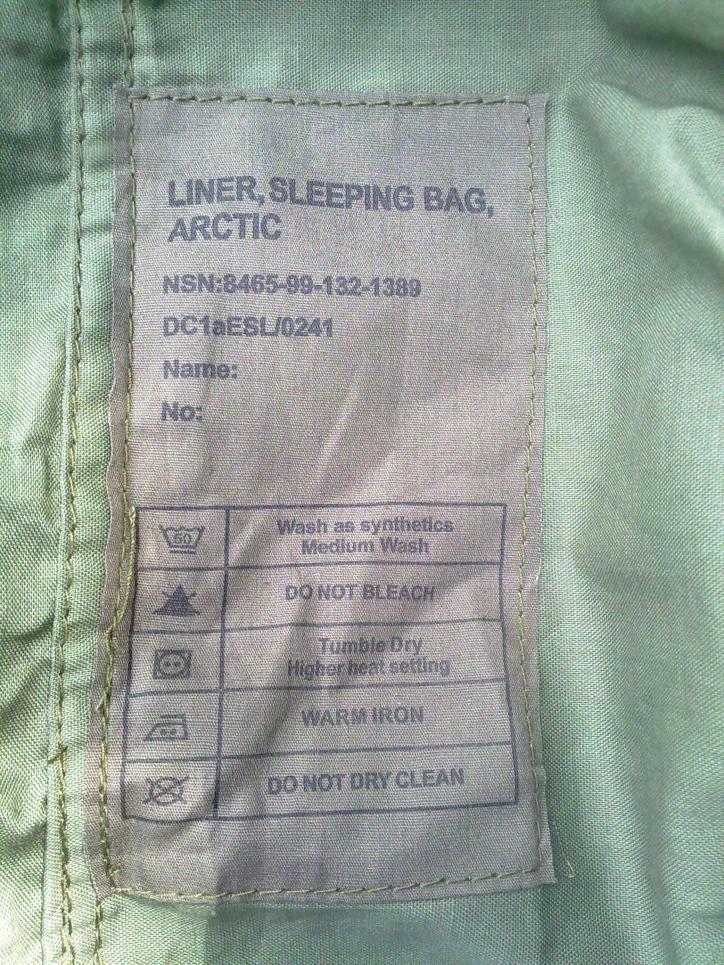 LINER, SLEEPING BAG,
ARCTIC
NSN:8465-99-132-1389
DC1aESL/0241
Name:
No:
60
Wash as synthetics
Medium Wash
DO NOT BLEACH
Tumble Dry
Higher heat setting
WARM IRON
DO NOT DRY CLEAN